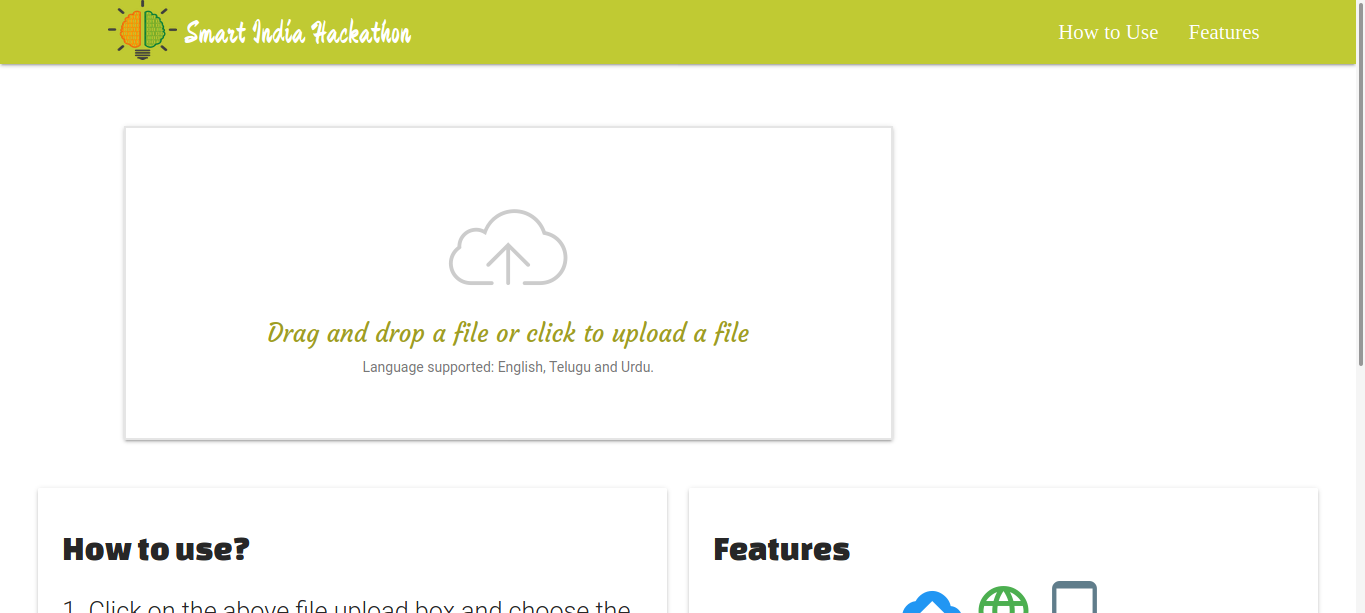 Smart India Hackathon
How to Use
Features
Drag and drop a file or click to upload a file
Language supported: English, Telugu and Urdu.
How to use?
1. Click on the above file upload box and choose the
Features